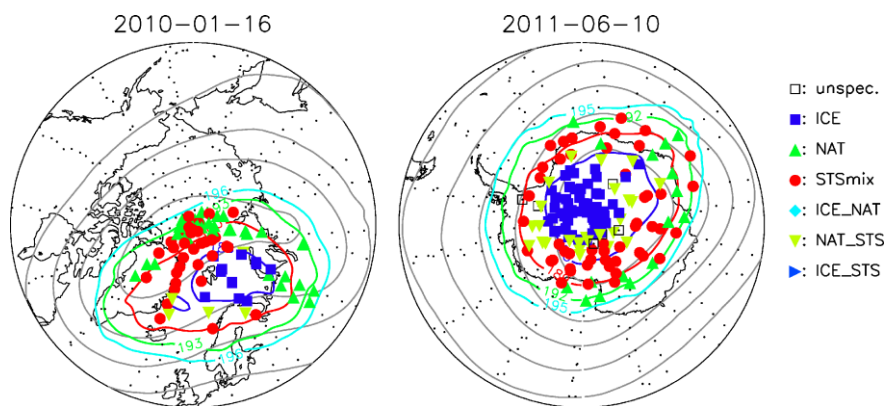 2010-01-16
2011-06-10
□: unspec.
■: ICE
▲: NAT
●: STSmix
◆: ICE_NAT
▼: NAT_STS
▶: ICE_STS
196
193
195
192
195